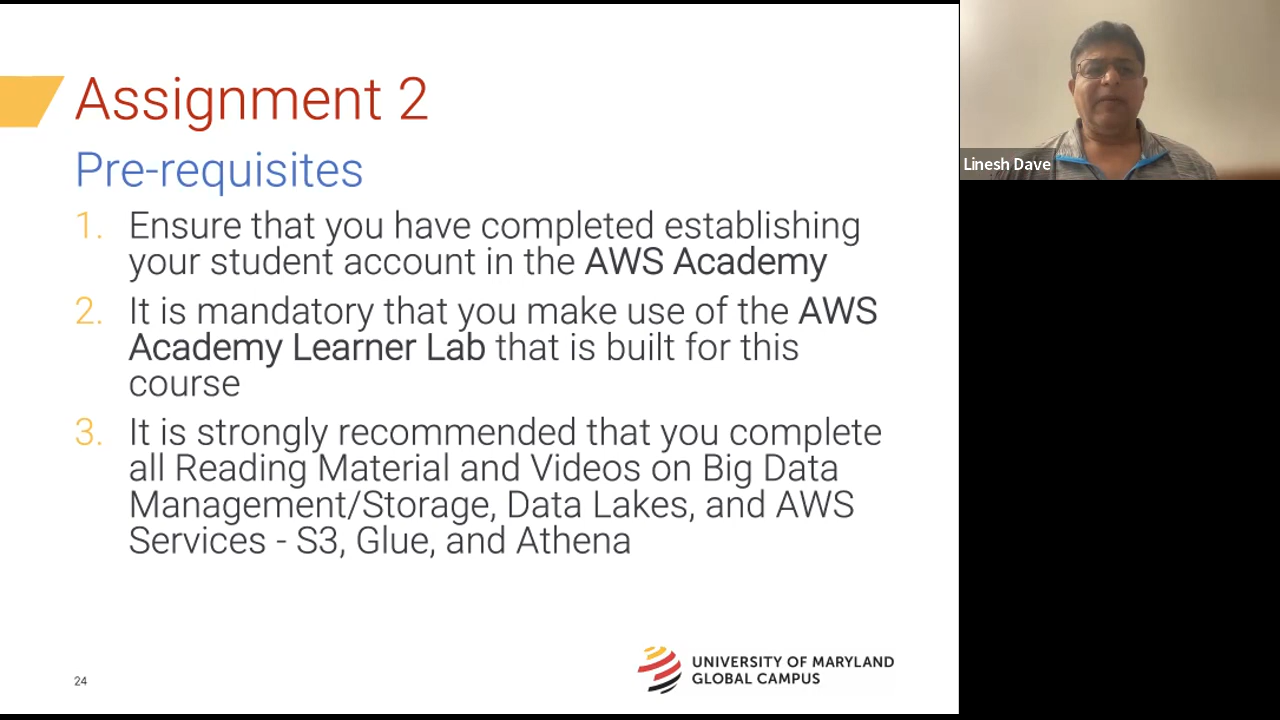 Assignment 2
Pre-requisites
1. Ensure that you have completed establishing
your student account in the AWS Academy
2. It is mandatory that you make use of the AWS
Academy Learner Lab that is built for this
course
3. It is strongly recommended that you complete
all Reading Material and Videos on Big Data
Management/Storage, Data Lakes, and AWS
Services - S3, Glue, and Athena
24
UNIVERSITY OF MARYLAND
GLOBAL CAMPUS
Linesh Dave